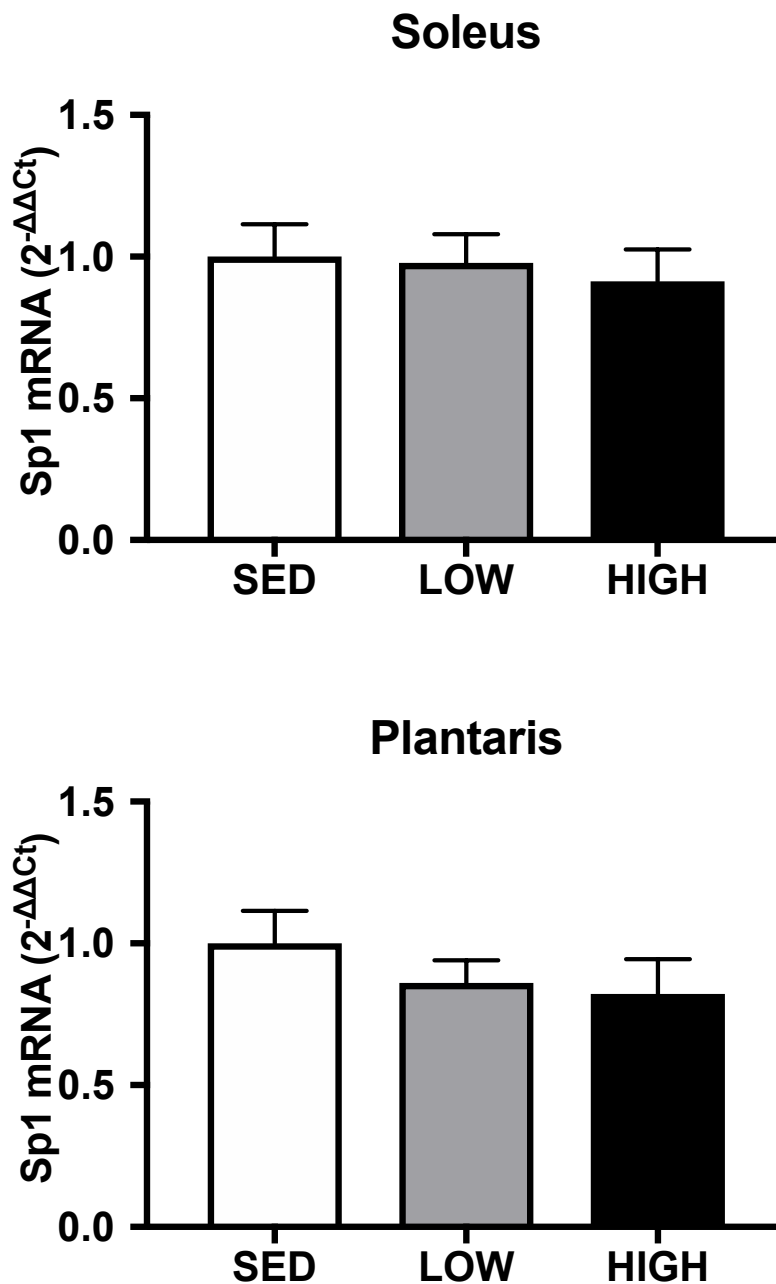 Soleus
Sp1 mRNA (2-ΔΔCt)
1.5
1.0
0.5
0.0
SED LOW HIGH
Plantaris
Sp1 mRNA (2-ΔΔCt)
1.5
1.0
0.5
0.0
SED LOW HIGH